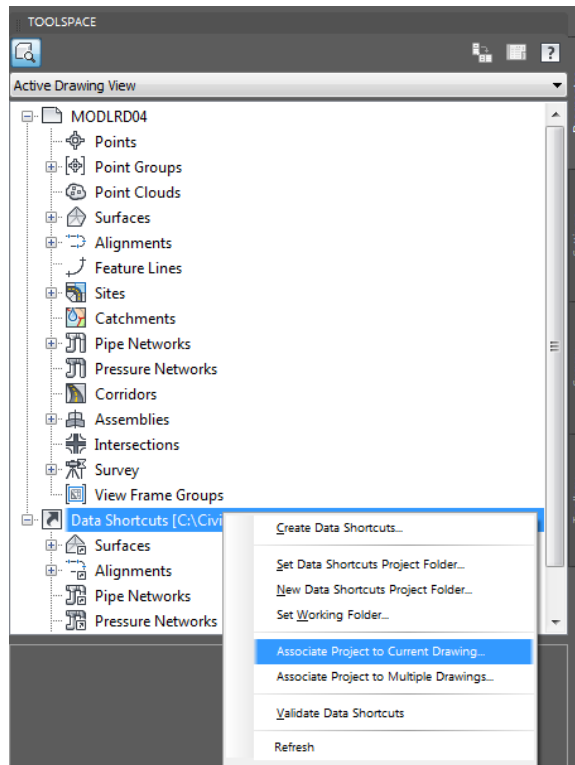 TOOLSPACE
?
Active Drawing View
MODLRD04
Points
Point Groups
Point Clouds
Surfaces
Alignments
Feature Lines
Sites
Catchments
Pipe Networks
Pressure Networks
Corridors
Assemblies
Intersections
Survey
View Frame Groups
Data Shortcuts [C:\Civi
Surfaces
Alignments
Pipe Networks
Pressure Networks
Create Data Shortcuts...
Set Data Shortcuts Project Folder...
New Data Shortcuts Project Folder...
Set Working Folder...
Associate Project to Current Drawing...
Associate Project to Multiple Drawings...
Validate Data Shortcuts
Refresh